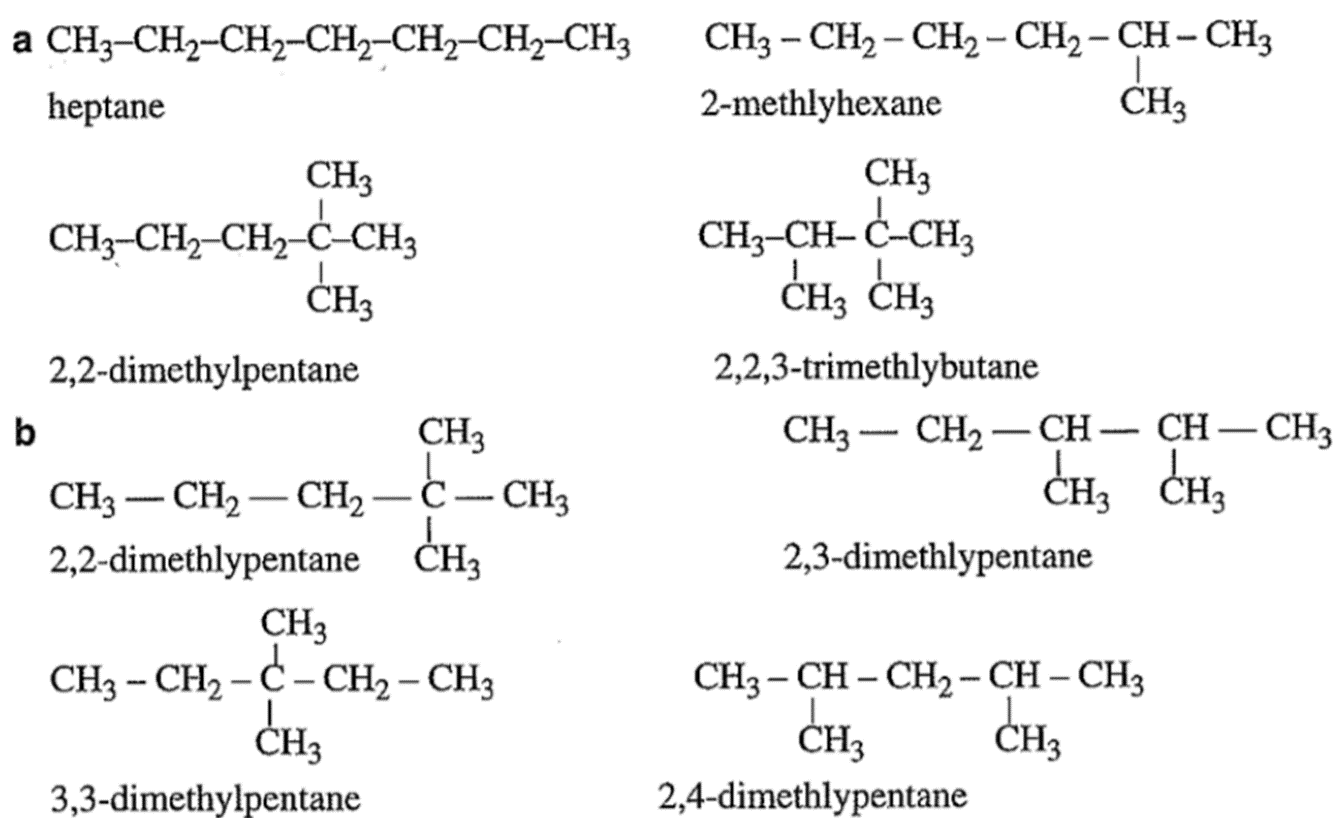 a CH₃–CH₂–CH₂–CH₂–CH₂–CH₂–CH₃
heptane
CH₃ – CH₂ – CH₂ – CH₂ – CH – CH₃
CH₃
2-methlyhexane
CH₃
CH₃–CH₂–CH₂–C–CH₃
CH₃
2,2-dimethylpentane
CH₃
CH₃–CH– C–CH₃
CH₃ CH₃
2,2,3-trimethlybutane
b
CH₃
CH₃ — CH₂ — CH₂ — C — CH₃
2,2-dimethlypentane CH₃
CH₃ — CH₂ — CH — CH — CH₃
CH₃ CH₃
2,3-dimethlypentane
CH₃
CH₃ – CH₂ – C – CH₂ – CH₃
CH₃
3,3-dimethylpentane
CH₃ – CH – CH₂ – CH – CH₃
CH₃ CH₃
2,4-dimethlypentane